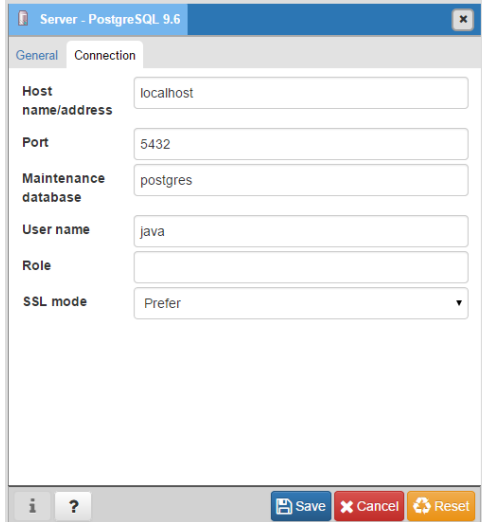 Server - PostgreSQL 9.6
General Connection
Host
name/address
localhost
Port
5432
Maintenance
database
postgres
User name
java
Role
SSL mode
Prefer
i ? Save Cancel Reset